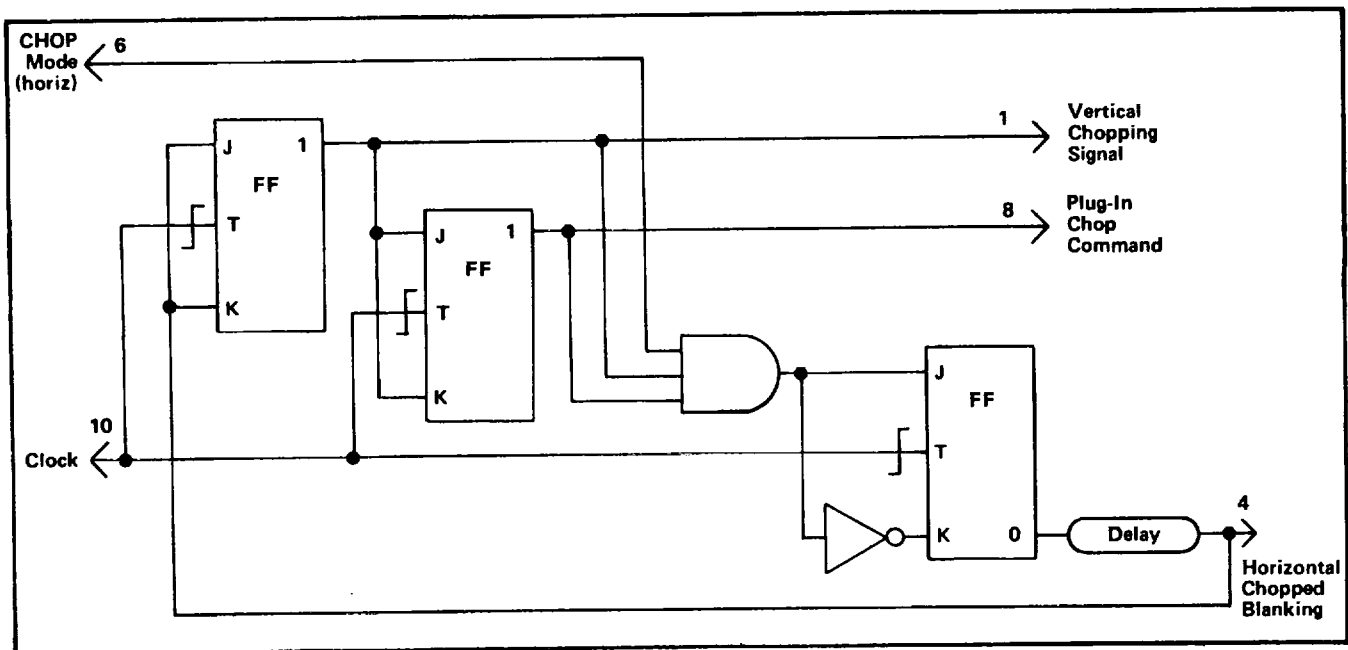 CHOP
Mode
(horiz)
6
J 1
FF
T
K
1
Vertical
Chopping
Signal
J 1
FF
T
K
8
Plug-In
Chop
Command
10
Clock
J
FF
T
K 0
Delay
4
Horizontal
Chopped
Blanking